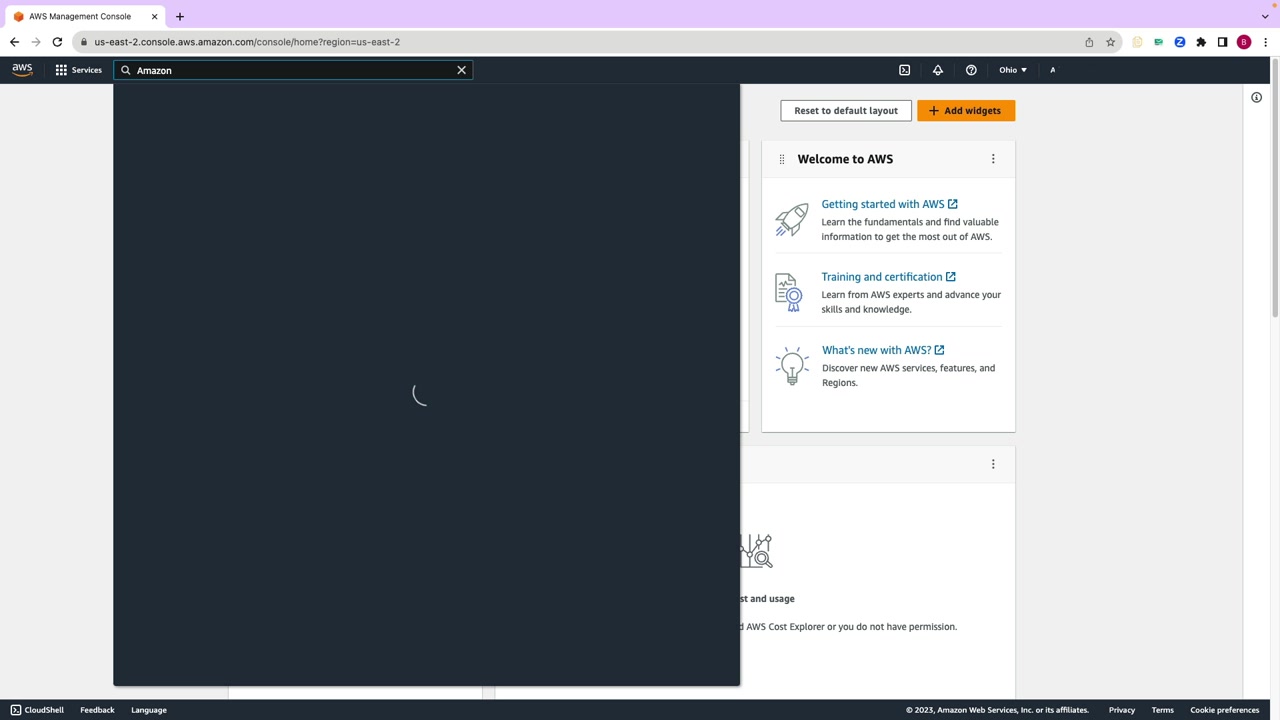 AWS Management Console
us-east-2.console.aws.amazon.com/console/home?region=us-east-2
B
aws
Services
Amazon
Ohio
A
Reset to default layout
Add widgets
Welcome to AWS
Getting started with AWS
Learn the fundamentals and find valuable
information to get the most out of AWS.
Training and certification
Learn from AWS experts and advance your
skills and knowledge.
What's new with AWS?
Discover new AWS services, features, and
Regions.
st and usage
AWS Cost Explorer or you do not have permission.
CloudShell
Feedback
Language
© 2023, Amazon Web Services, Inc. or its affiliates.
Privacy
Terms
Cookie preferences